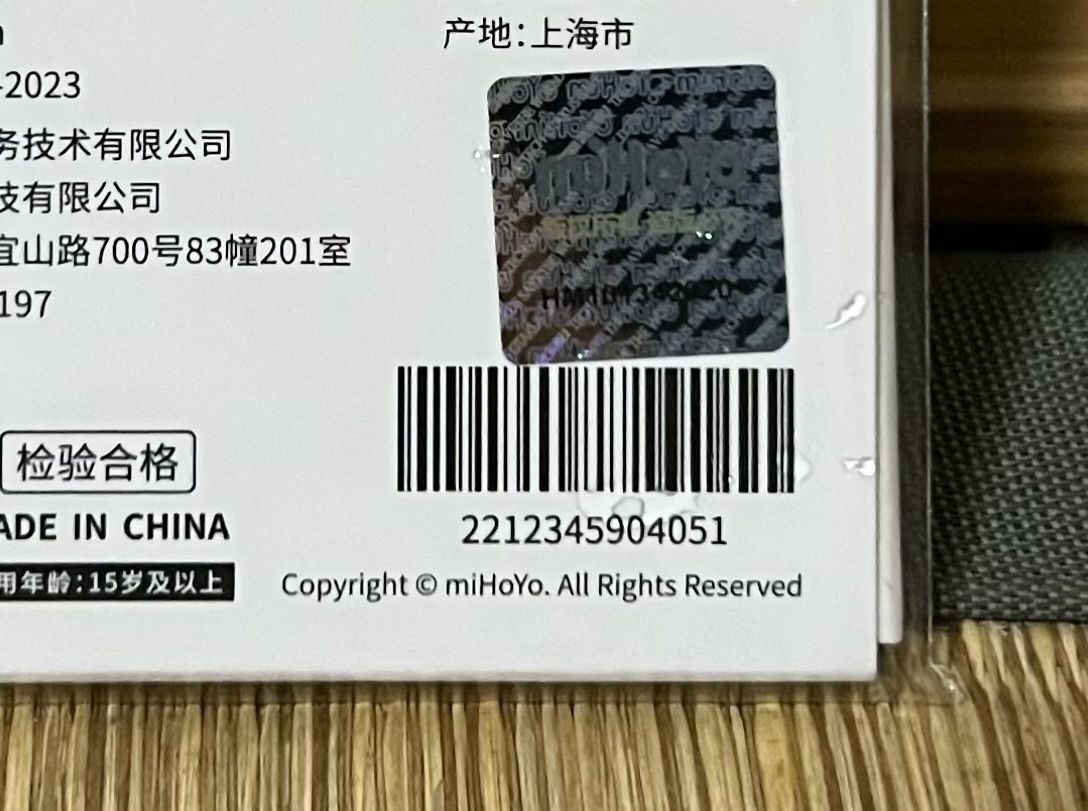 产地:上海市
-2023
务技术有限公司
技有限公司
宜山路700号83幢201室
197
miHoYo
检验合格
ADE IN CHINA
用年龄:15岁及以上
2212345904051
Copyright © miHoYo. All Rights Reserved